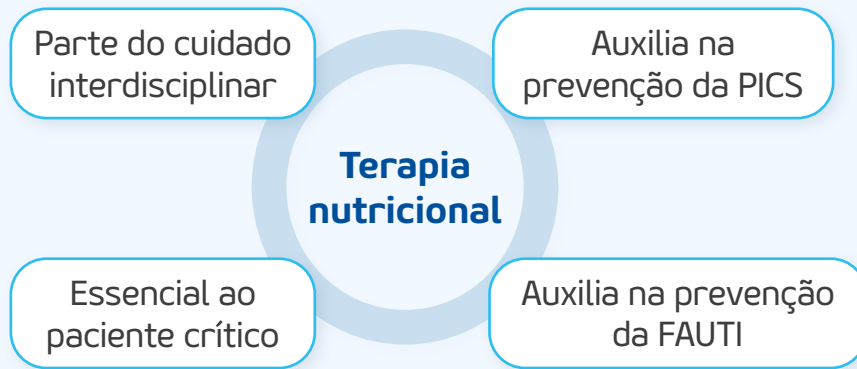 Parte do cuidado
interdisciplinar
Auxilia na
prevenção da PICS
Terapia
nutricional
Essencial ao
paciente crítico
Auxilia na prevenção
da FAUTI